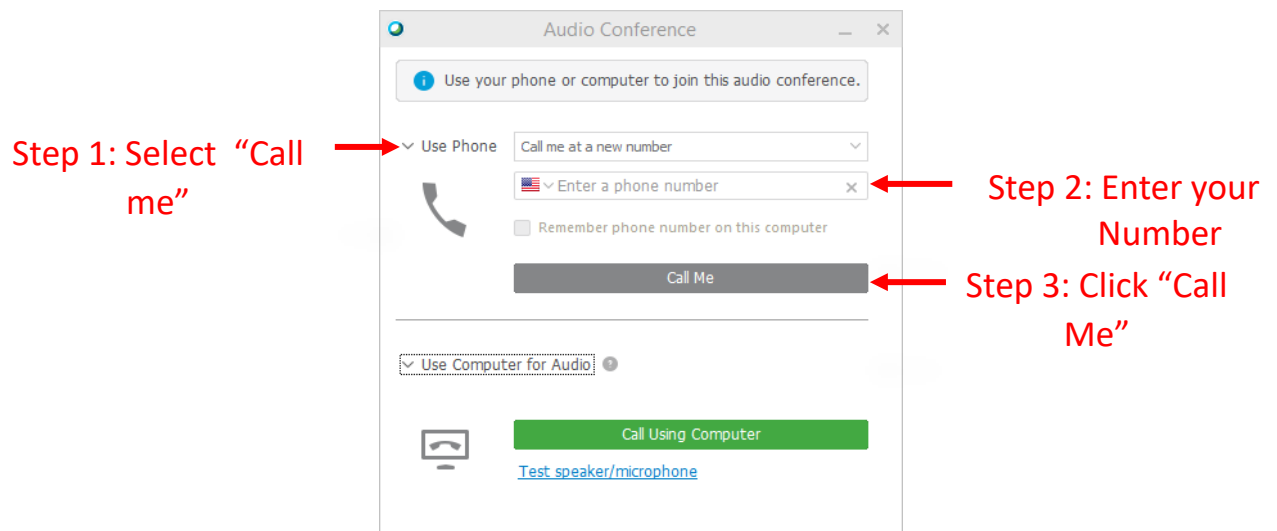 Audio Conference
Use your phone or computer to join this audio conference.
Step 1: Select “Call
me”
Use Phone
Call me at a new number
Enter a phone number
Step 2: Enter your
Number
Remember phone number on this computer
Call Me
Step 3: Click “Call
Me”
Use Computer for Audio
Call Using Computer
Test speaker/microphone